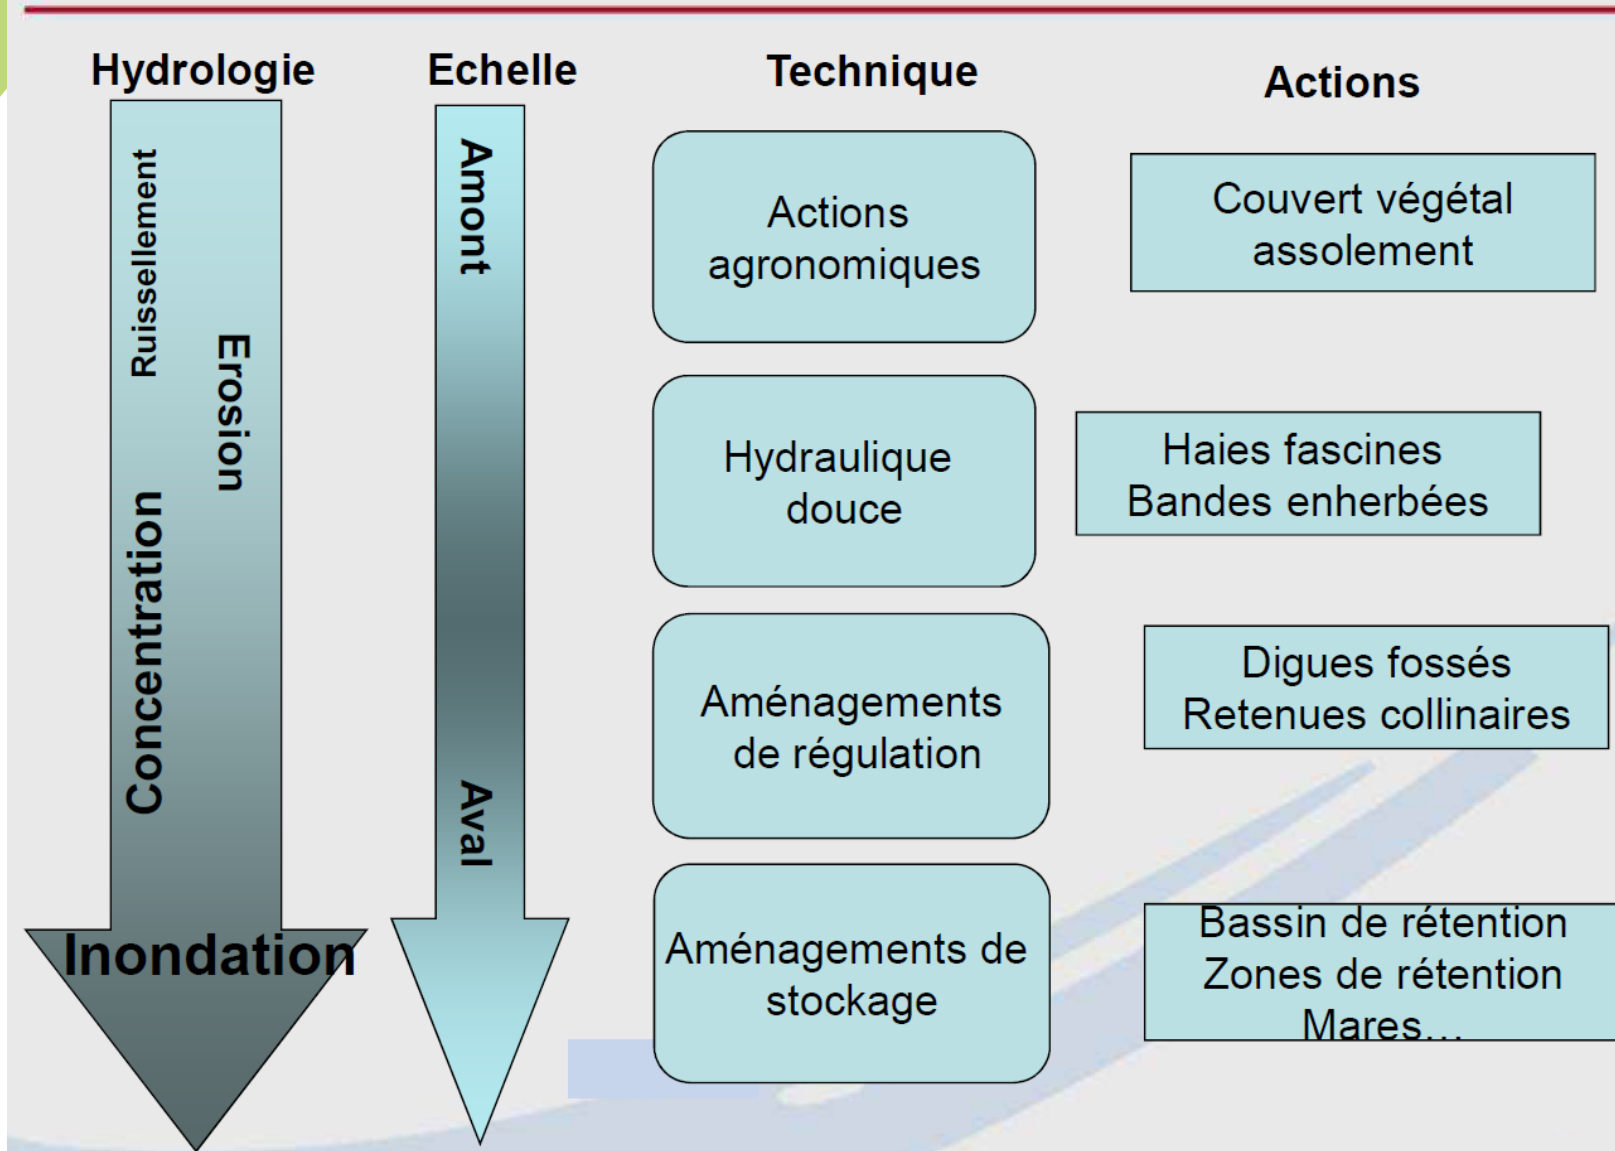 Hydrologie
Echelle
Technique
Actions
Ruissellement
Erosion
Concentration
Inondation
Amont
Aval
Actions
agronomiques
Couvert végétal
assolement
Hydraulique
douce
Haies fascines
Bandes enherbées
Aménagements
de régulation
Digues fossés
Retenues collinaires
Aménagements de
stockage
Bassin de rétention
Zones de rétention
Mares...